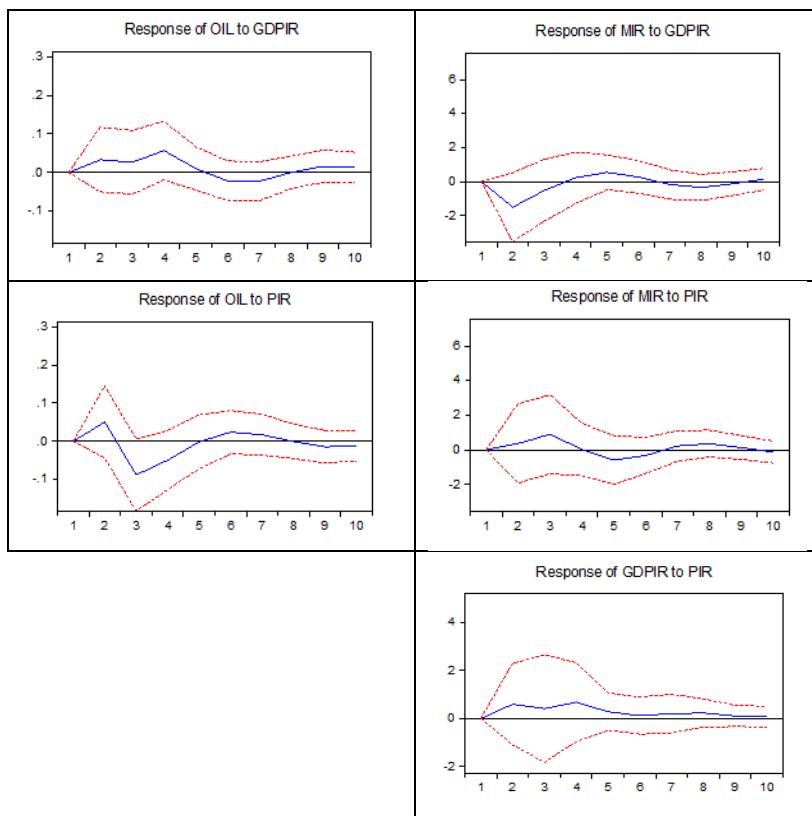 Response of OIL to GDPIR
.3
.2
.1
.0
-.1
1 2 3 4 5 6 7 8 9 10
Response of MIR to GDPIR
6
4
2
0
-2
1 2 3 4 5 6 7 8 9 10
Response of OIL to PIR
.3
.2
.1
.0
-.1
1 2 3 4 5 6 7 8 9 10
Response of MIR to PIR
6
4
2
0
-2
1 2 3 4 5 6 7 8 9 10
Response of GDPIR to PIR
4
2
0
-2
1 2 3 4 5 6 7 8 9 10